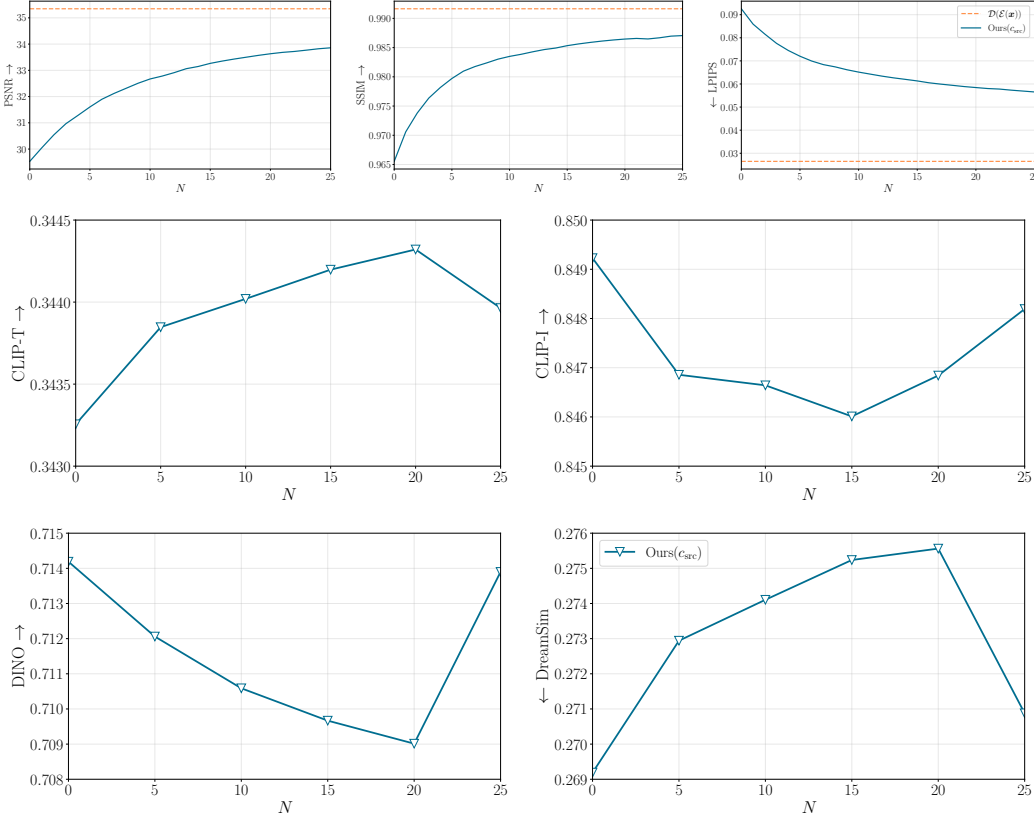 35
34
33
32
31
30
PSNR →
0 5 10 15 20 25
N
0.990
0.985
0.980
0.975
0.970
0.965
SSIM →
0 5 10 15 20 25
N
0.09
0.08
0.07
0.06
0.05
0.04
0.03
← LPIPS
0 5 10 15 20 25
N
𝒟(ℰ(𝒙))
Ours(c_src)
0.3445
0.3440
0.3435
0.3430
CLIP-T →
0 5 10 15 20 25
N
0.850
0.849
0.848
0.847
0.846
0.845
CLIP-I →
0 5 10 15 20 25
N
0.715
0.714
0.713
0.712
0.711
0.710
0.709
0.708
DINO →
0 5 10 15 20 25
N
0.276
0.275
0.274
0.273
0.272
0.271
0.270
0.269
← DreamSim
0 5 10 15 20 25
N
Ours(c_src)